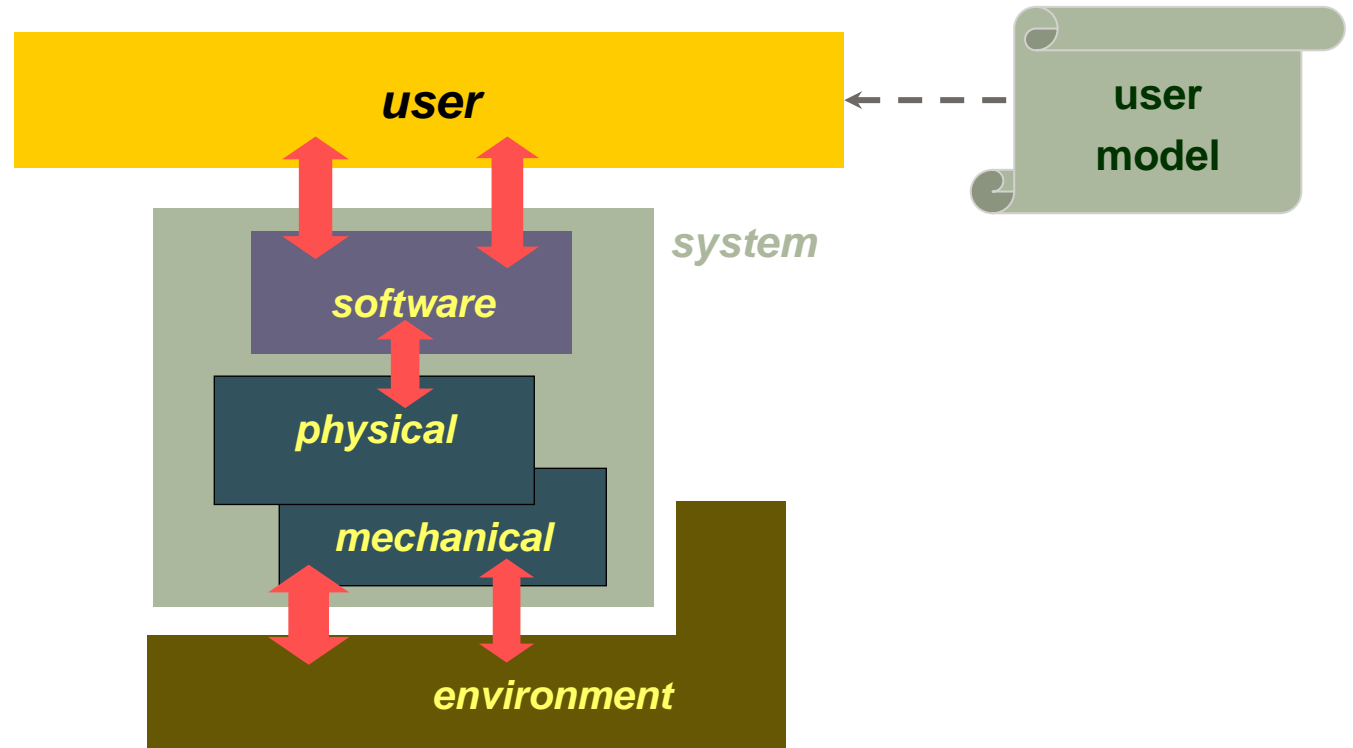 user
user
model
system
software
physical
mechanical
environment